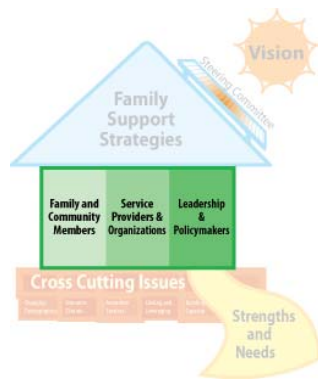 Vision
Steering Committee
Family
Support
Strategies
Family and
Community
Members
Service
Providers &
Organizations
Leadership
&
Policymakers
Cross Cutting Issues
Strengths
and
Needs